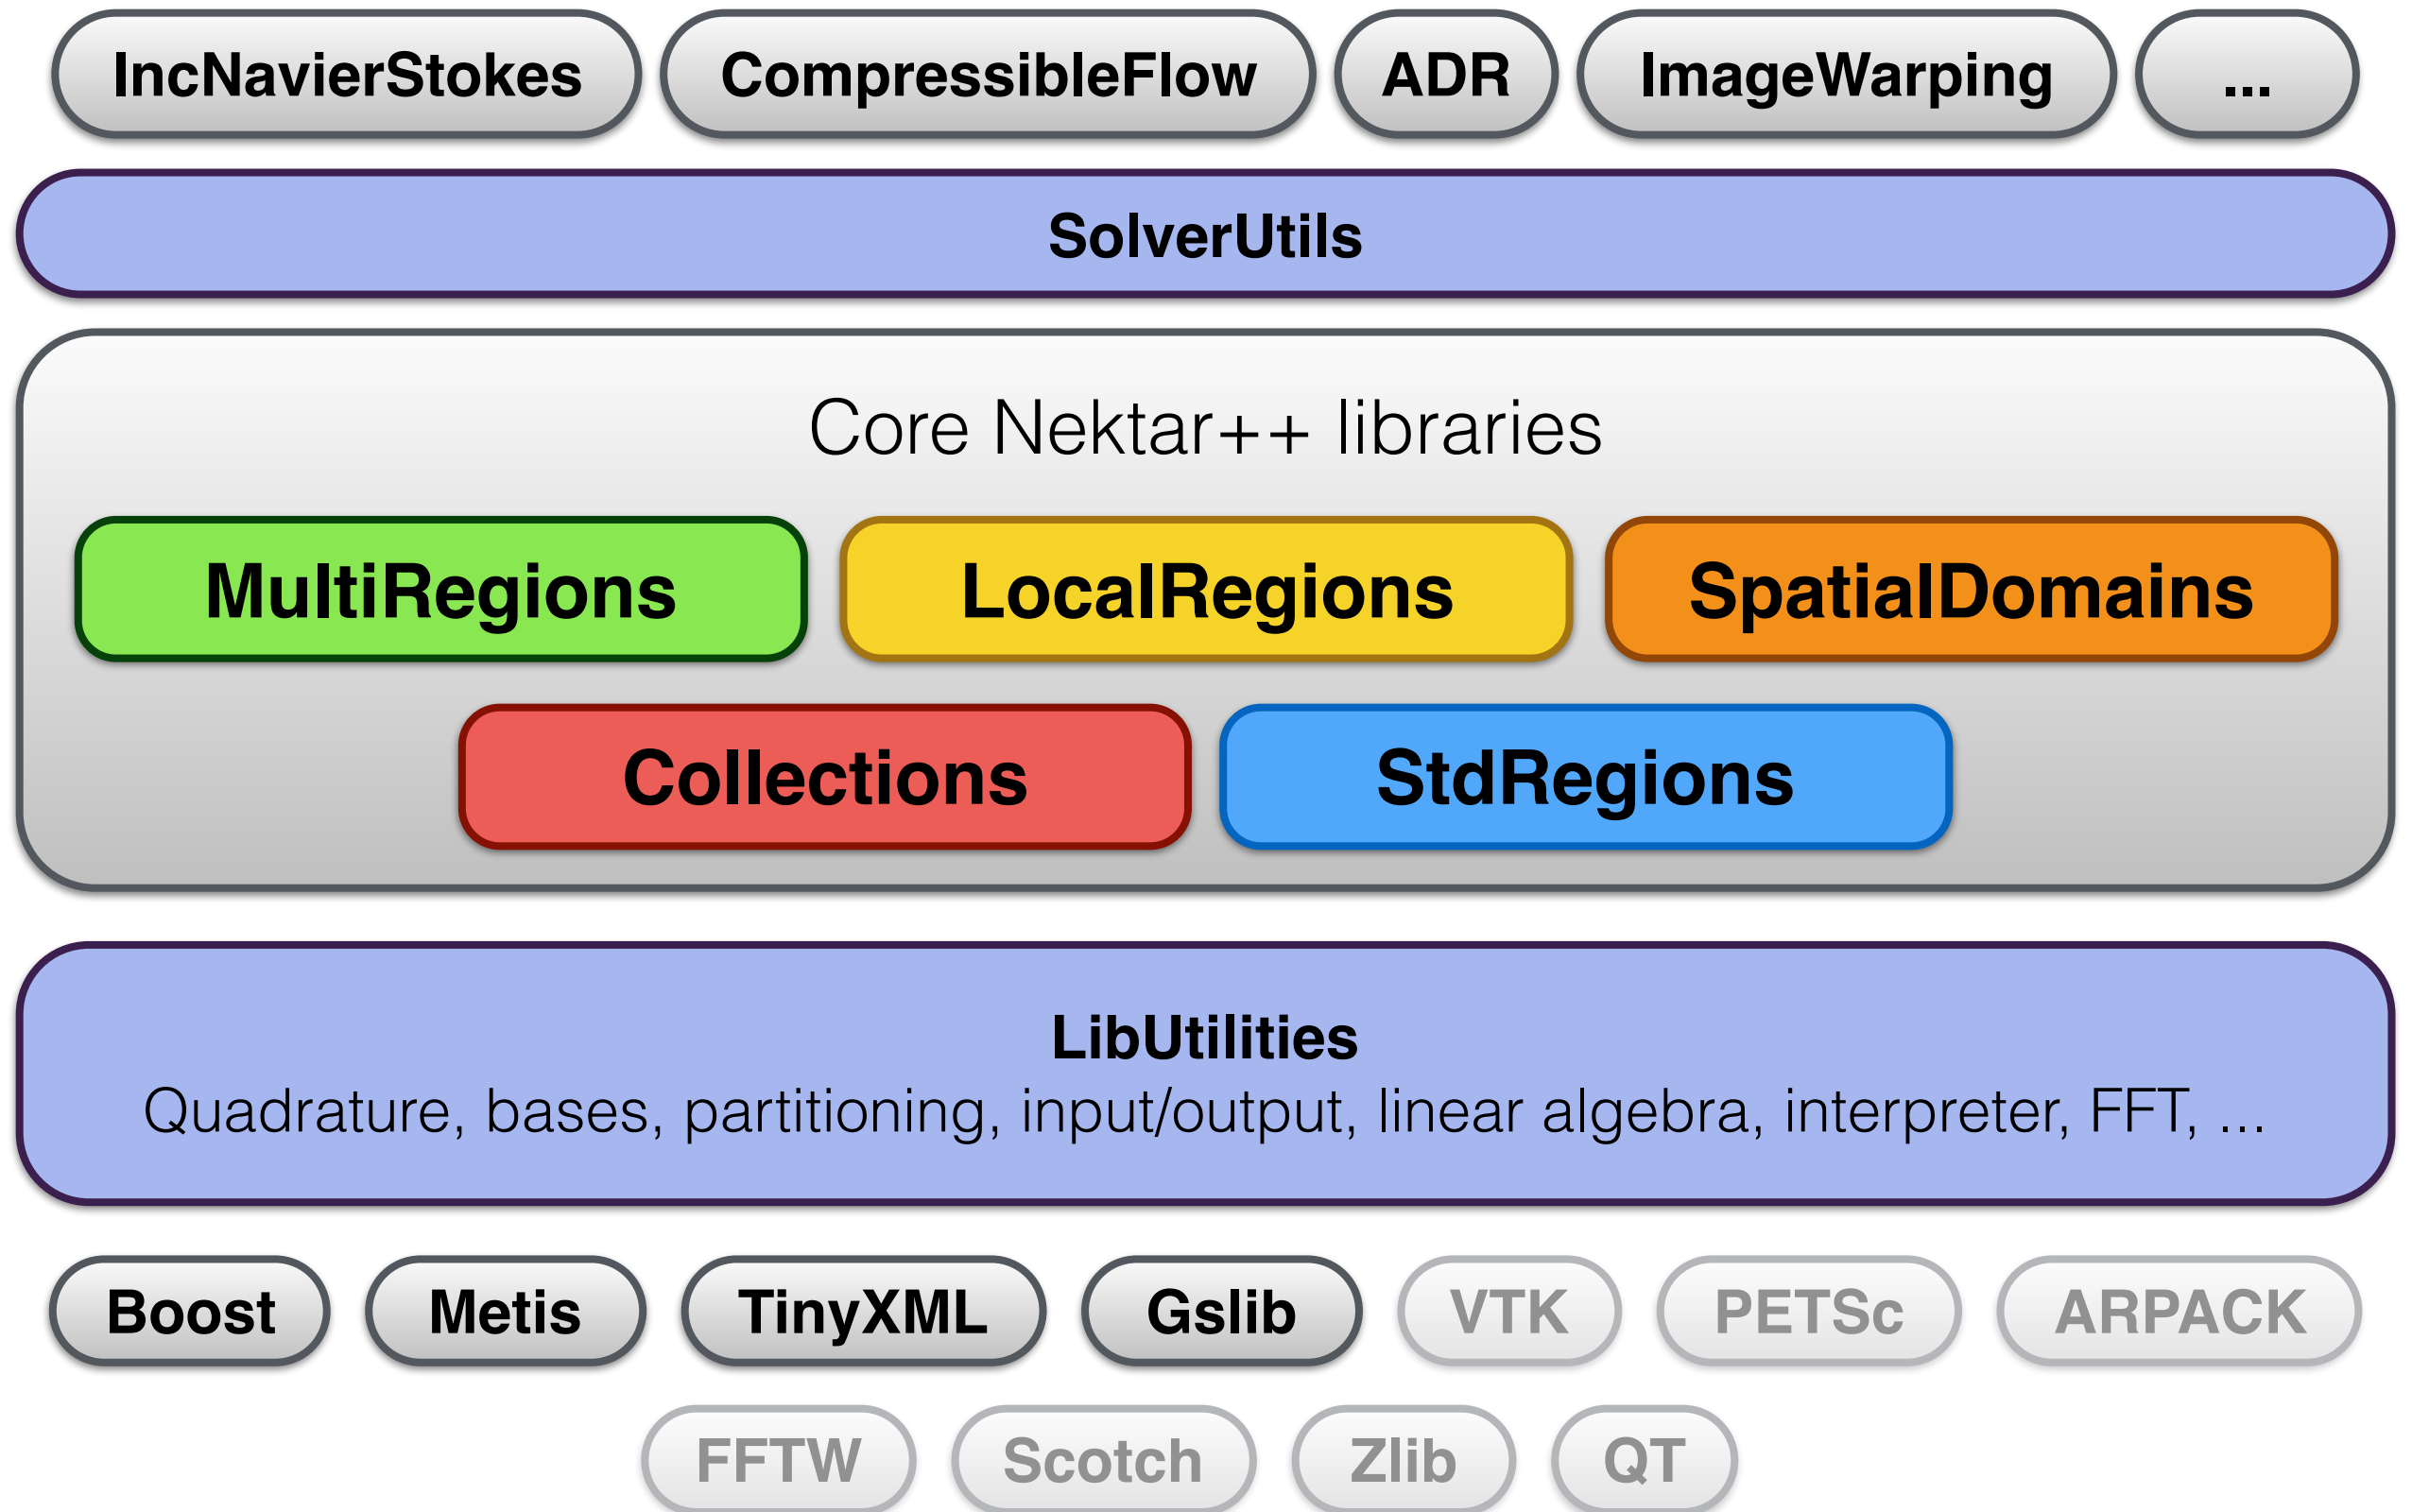 IncNavierStokes CompressibleFlow ADR ImageWarping ...
SolverUtils
Core Nektar++ libraries
MultiRegions LocalRegions SpatialDomains
Collections StdRegions
LibUtilities
Quadrature, bases, partitioning, input/output, linear algebra, interpreter, FFT, ...
Boost Metis TinyXML Gslib VTK PETSc ARPACK
FFTW Scotch Zlib QT